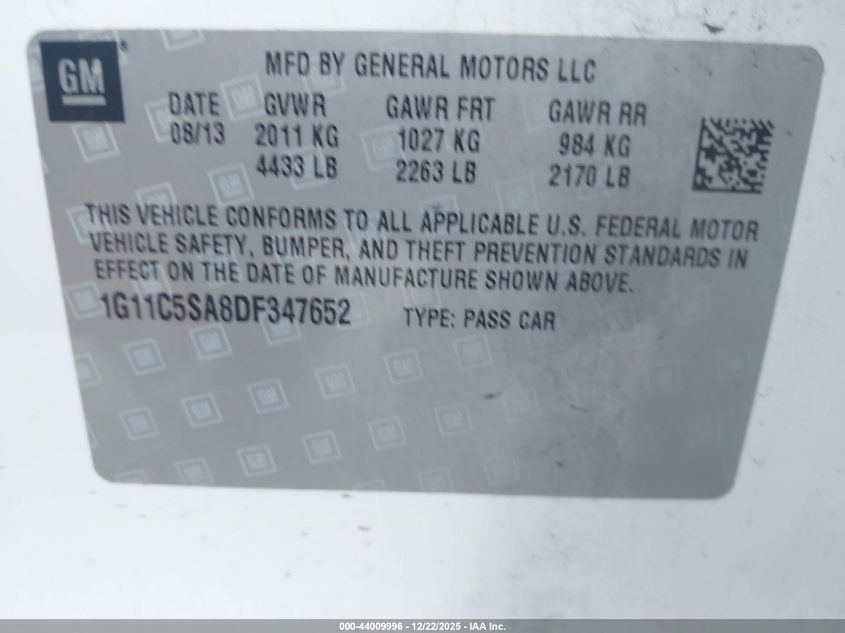 GM
MFD BY GENERAL MOTORS LLC
DATE GVWR GAWR FRT GAWR RR
08/13 2011 KG 1027 KG 984 KG
4433 LB 2263 LB 2170 LB
THIS VEHICLE CONFORMS TO ALL APPLICABLE U.S. FEDERAL MOTOR
VEHICLE SAFETY, BUMPER, AND THEFT PREVENTION STANDARDS IN
EFFECT ON THE DATE OF MANUFACTURE SHOWN ABOVE.
1G11C5SA8DF347652 TYPE: PASS CAR
000-44009996 - 12/22/2025 - IAA Inc.